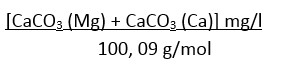 [CaCO₃ (Mg) + CaCO₃ (Ca)] mg/l
100, 09 g/mol